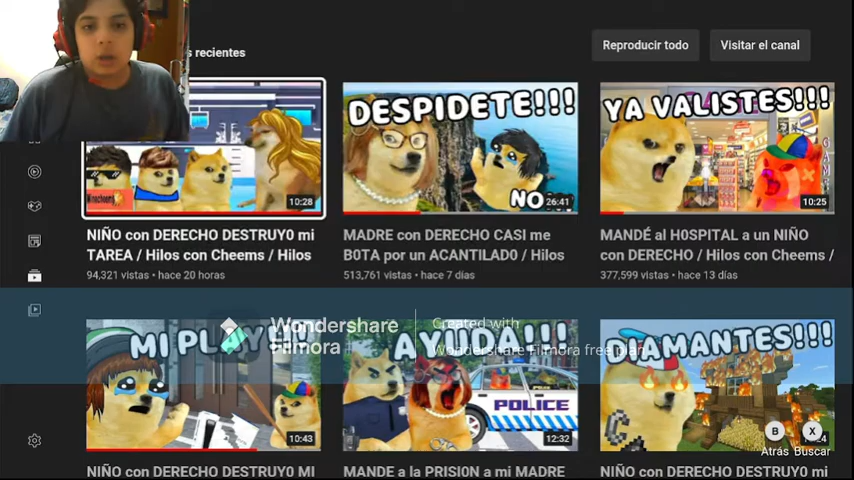 s recientes
Reproducir todo
Visitar el canal
DESPIDETE!!!
NO
YA VALISTES!!!
GAME
10:28
26:41
10:25
NIÑO con DERECHO DESTRUY0 mi
TAREA / Hilos con Cheems / Hilos
94,321 vistas • hace 20 horas
MADRE con DERECHO CASI me
B0TA por un ACANTILAD0 / Hilos
513,761 vistas • hace 7 días
MANDÉ al H0SPITAL a un NIÑO
con DERECHO / Hilos con Cheems /
377,599 vistas • hace 13 días
Wondershare
Filmora
Created with
Wondershare Filmora free plan
MI PLAY!!!
AYUDA!!!
DIAMANTES!!!
POLICE
10:43
12:32
24
B
X
Atrás
Buscar
NIÑO con DERECHO DESTRUY0 MI
MANDE a la PRISI0N a mi MADRE
NIÑO con DERECHO DESTRUY0 mi